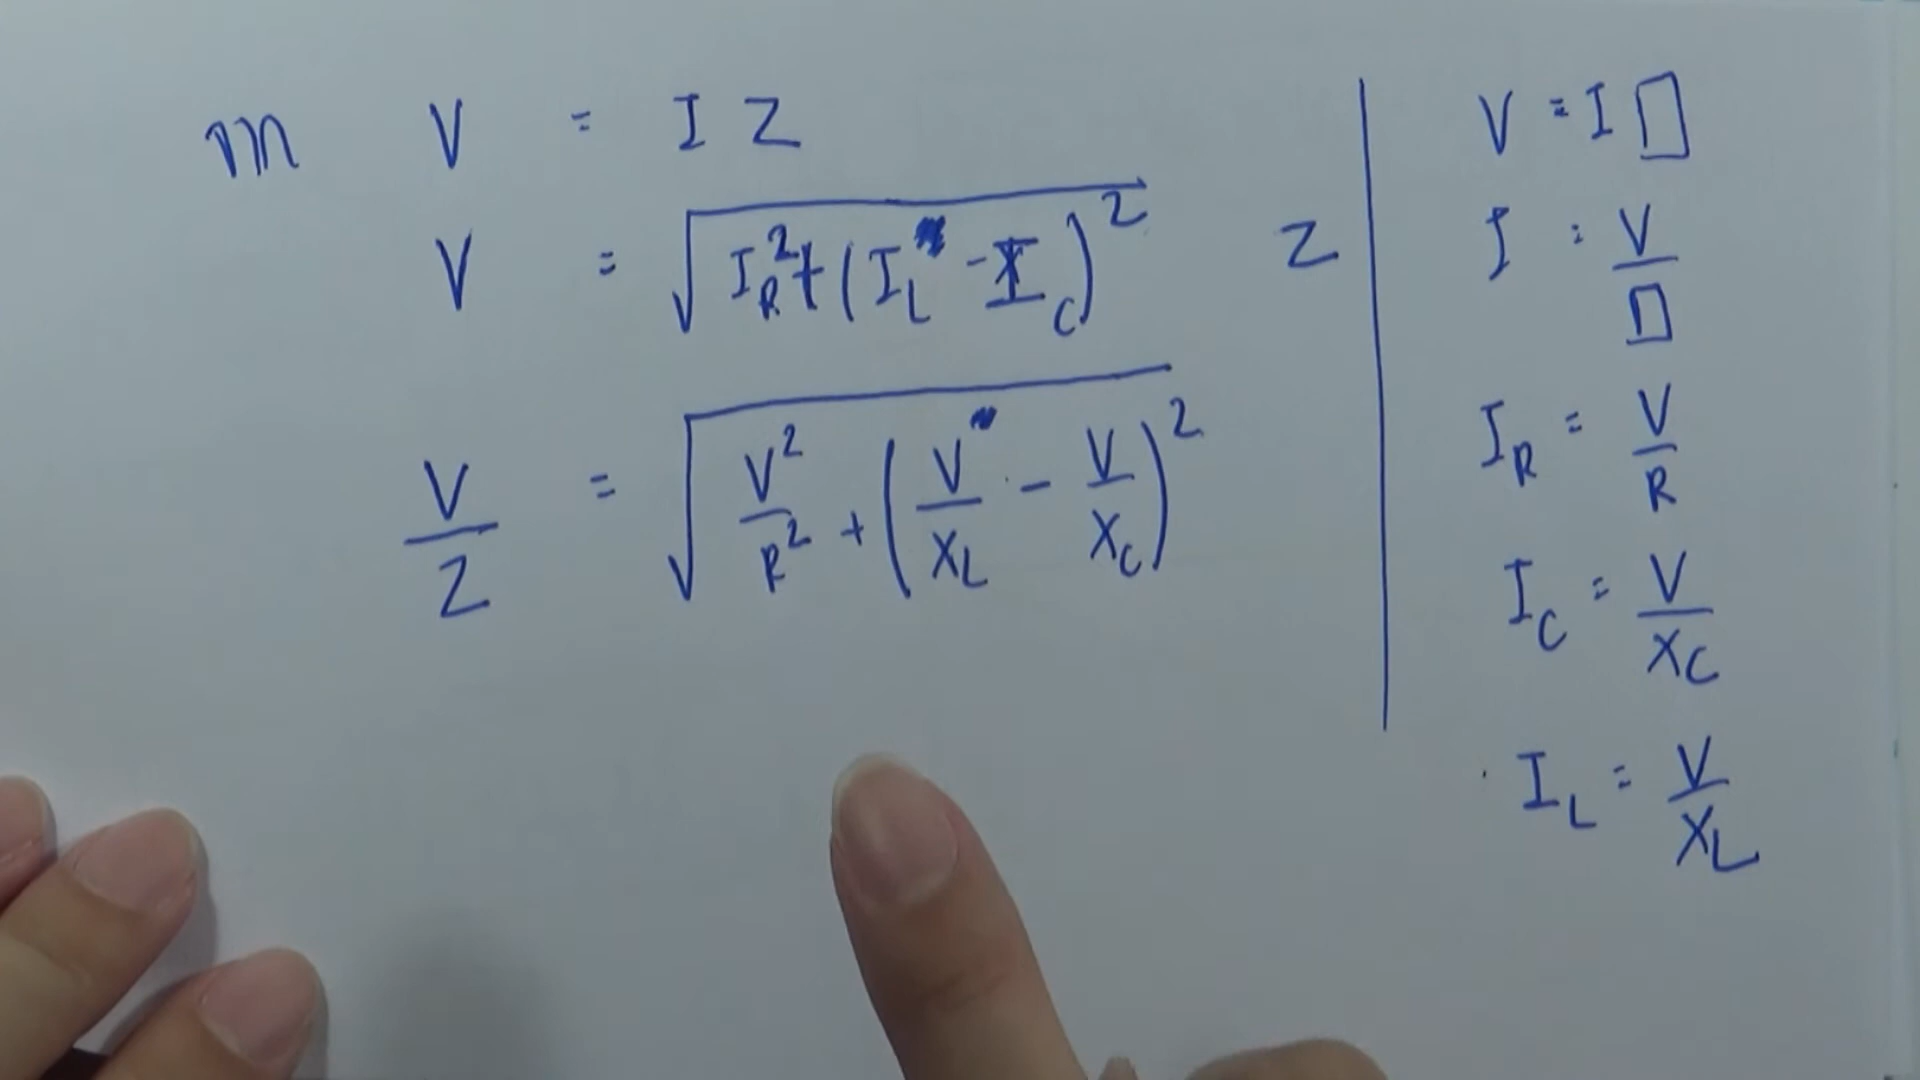 m V = I Z
V = √(I_R² + (I_L - I_C)²) Z
V/Z = √(V²/R² + (V/X_L - V/X_C)²)
V = I □
I = V/□
I_R = V/R
I_C = V/X_C
I_L = V/X_L